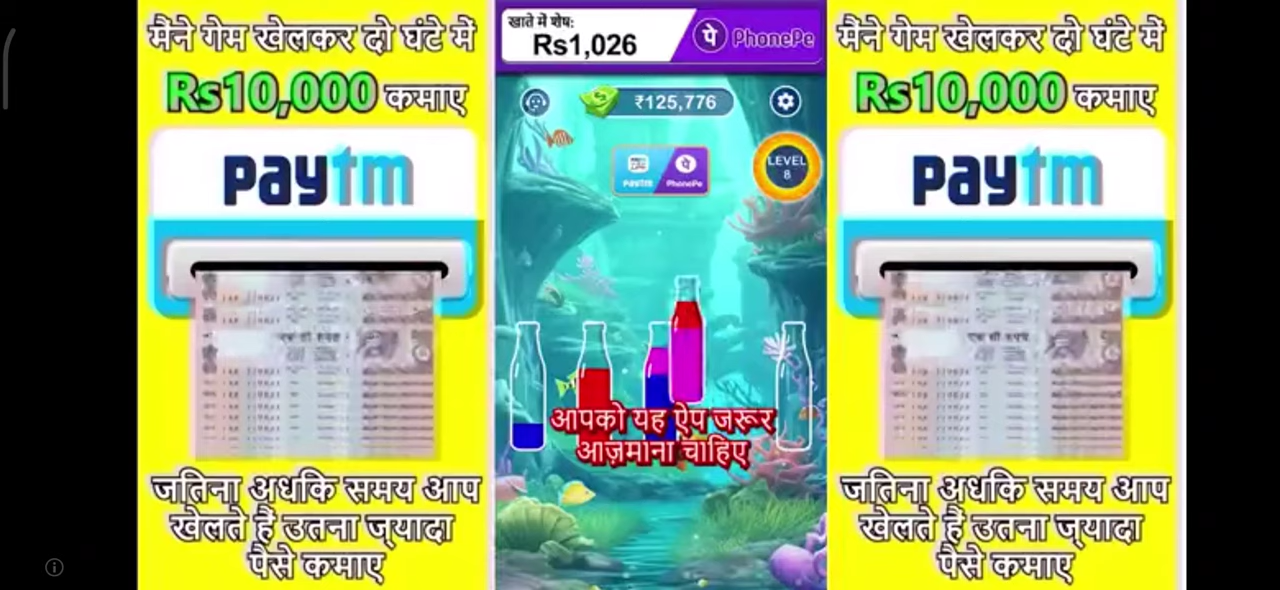 मैंने गेम खेलकर दो घंटे में
Rs10,000 कमाए
paytm
जतिना अधकि समय आप
खेलते हैं उतना ज्यादा
पैसे कमाए
खाते में शेष:
Rs1,026
पे PhonePe
₹125,776
LEVEL
8
paytm
पे
PhonePe
आपको यह ऐप जरूर
आज़माना चाहिए
मैंने गेम खेलकर दो घंटे में
Rs10,000 कमाए
paytm
जतिना अधकि समय आप
खेलते हैं उतना ज्यादा
पैसे कमाए